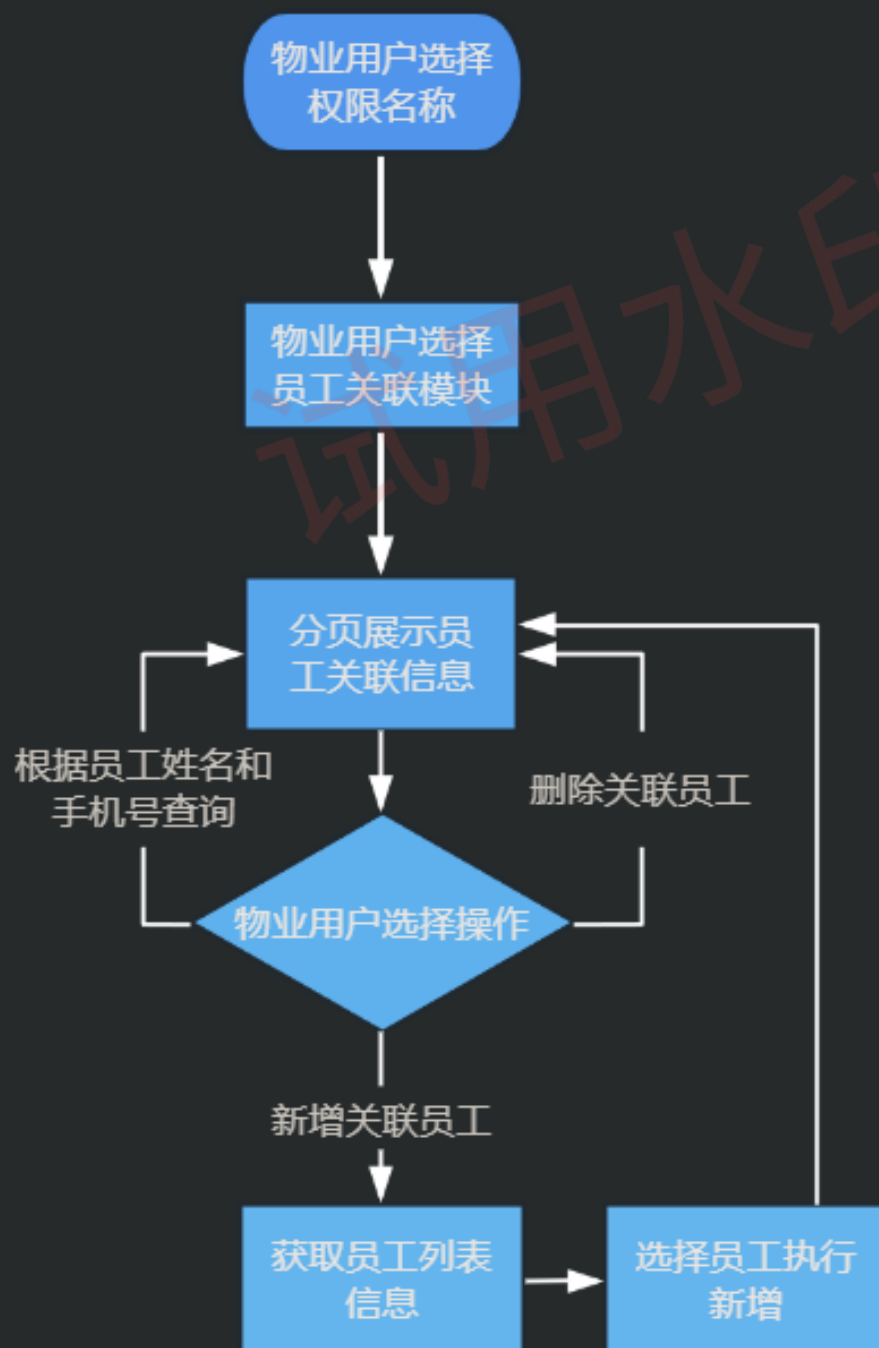 物业用户选择
权限名称
物业用户选择
员工关联模块
分页展示员
工关联信息
根据员工姓名和
手机号查询
删除关联员工
物业用户选择操作
新增关联员工
获取员工列表
信息
选择员工执行
新增
试用水印